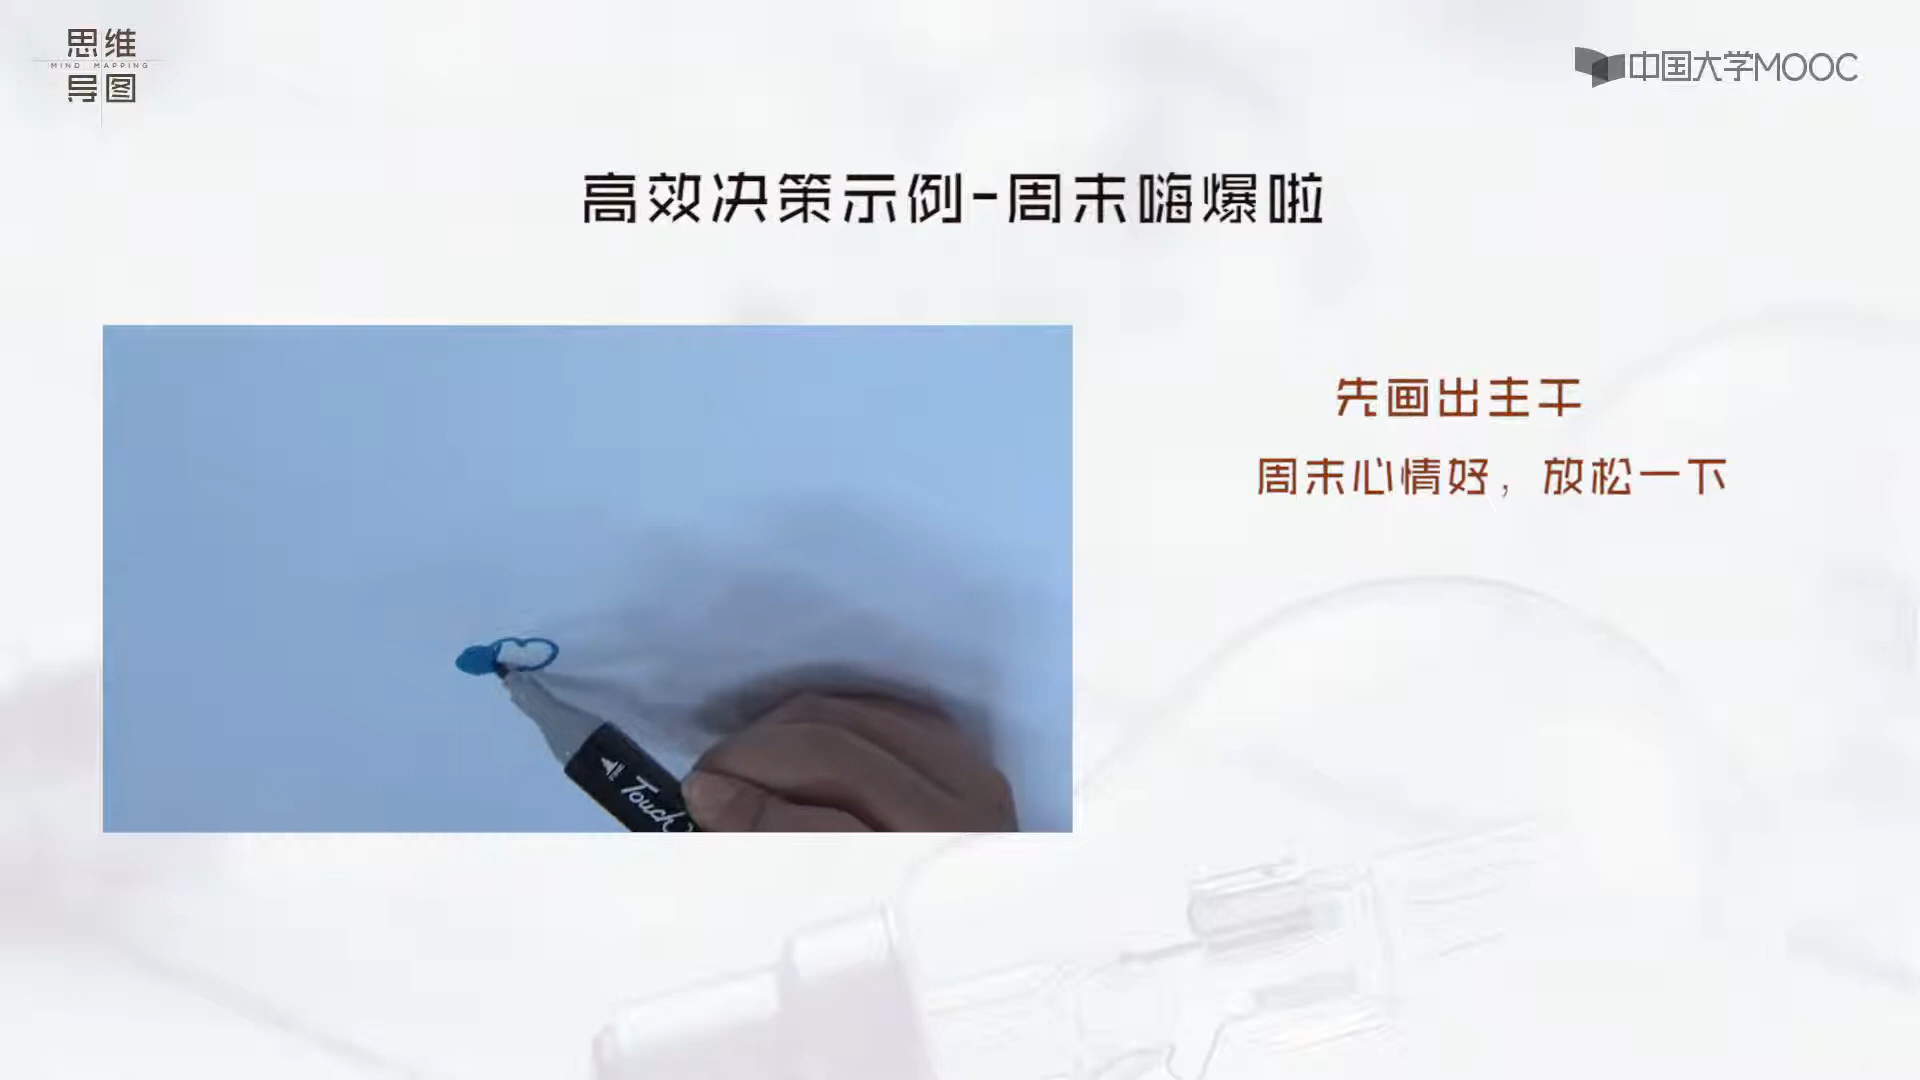 思维
MIND MAPPING
导图
中国大学MOOC
高效决策示例-周末嗨爆啦
先画出主干
周末心情好，放松一下
Touch